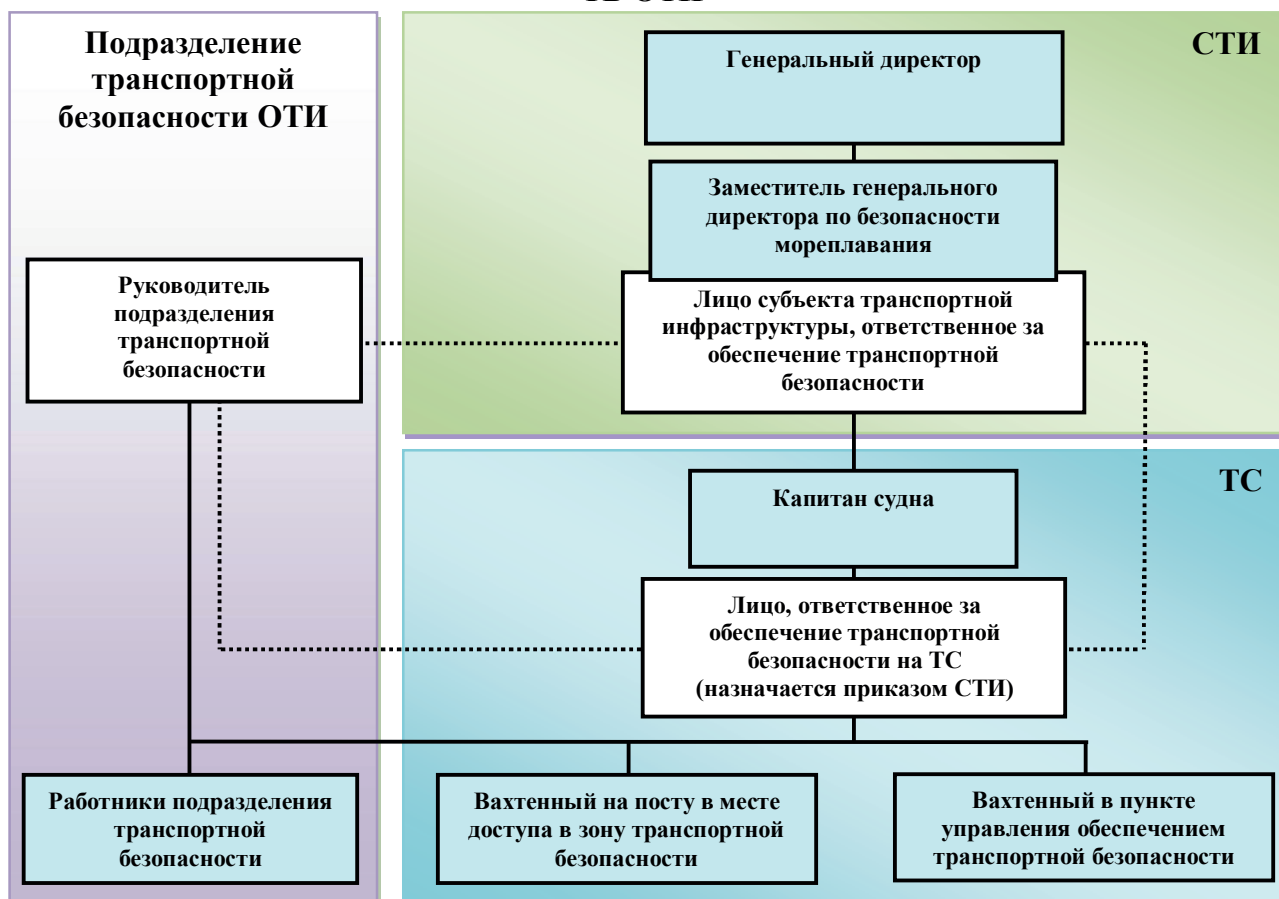 Подразделение
транспортной
безопасности ОТИ
СТИ
Генеральный директор
Заместитель генерального
директора по безопасности
мореплавания
Руководитель
подразделения
транспортной
безопасности
Лицо субъекта транспортной
инфраструктуры, ответственное за
обеспечение транспортной
безопасности
ТС
Капитан судна
Лицо, ответственное за
обеспечение транспортной
безопасности на ТС
(назначается приказом СТИ)
Работники подразделения
транспортной
безопасности
Вахтенный на посту в месте
доступа в зону транспортной
безопасности
Вахтенный в пункте
управления обеспечением
транспортной безопасности